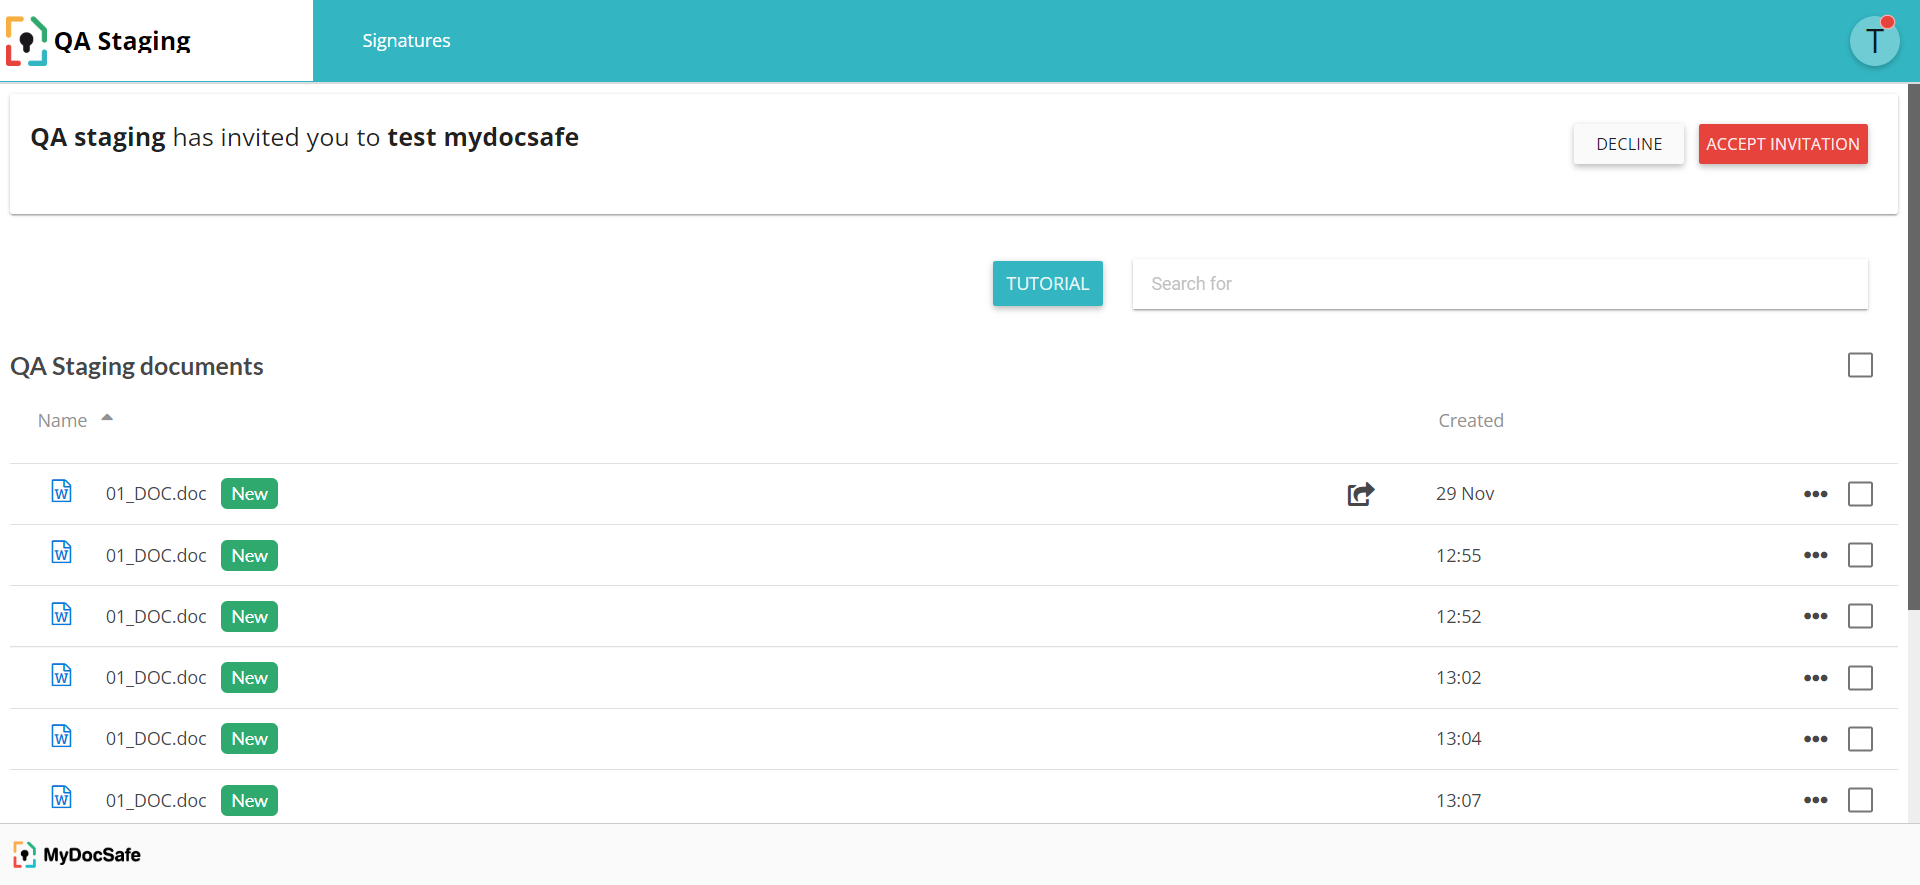 QA Staging
Signatures
T
QA staging has invited you to test mydocsafe
DECLINE
ACCEPT INVITATION
TUTORIAL
Search for
QA Staging documents
Name
Created
01_DOC.doc New 29 Nov
01_DOC.doc New 12:55
01_DOC.doc New 12:52
01_DOC.doc New 13:02
01_DOC.doc New 13:04
01_DOC.doc New 13:07
MyDocSafe